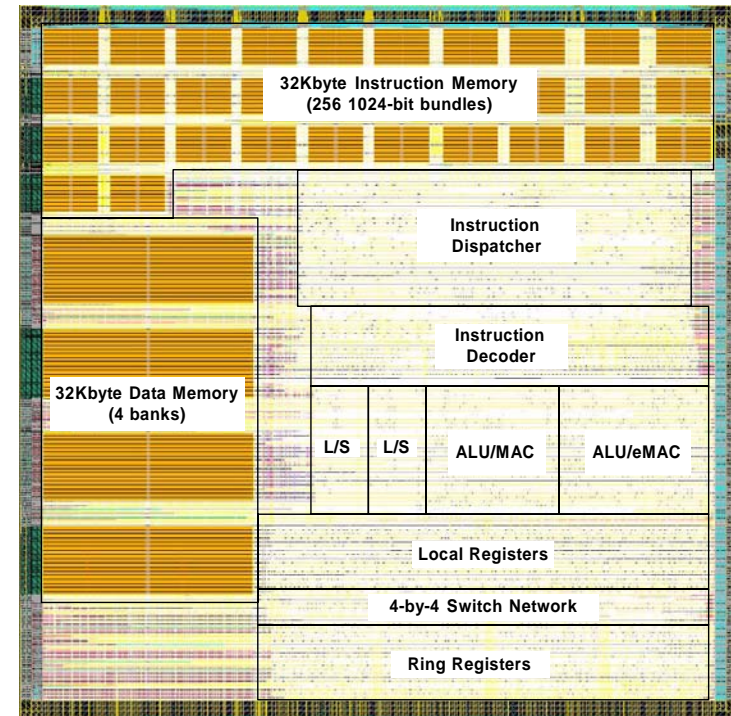 32Kbyte Instruction Memory
(256 1024-bit bundles)
Instruction
Dispatcher
Instruction
Decoder
32Kbyte Data Memory
(4 banks)
L/S
L/S
ALU/MAC
ALU/eMAC
Local Registers
4-by-4 Switch Network
Ring Registers